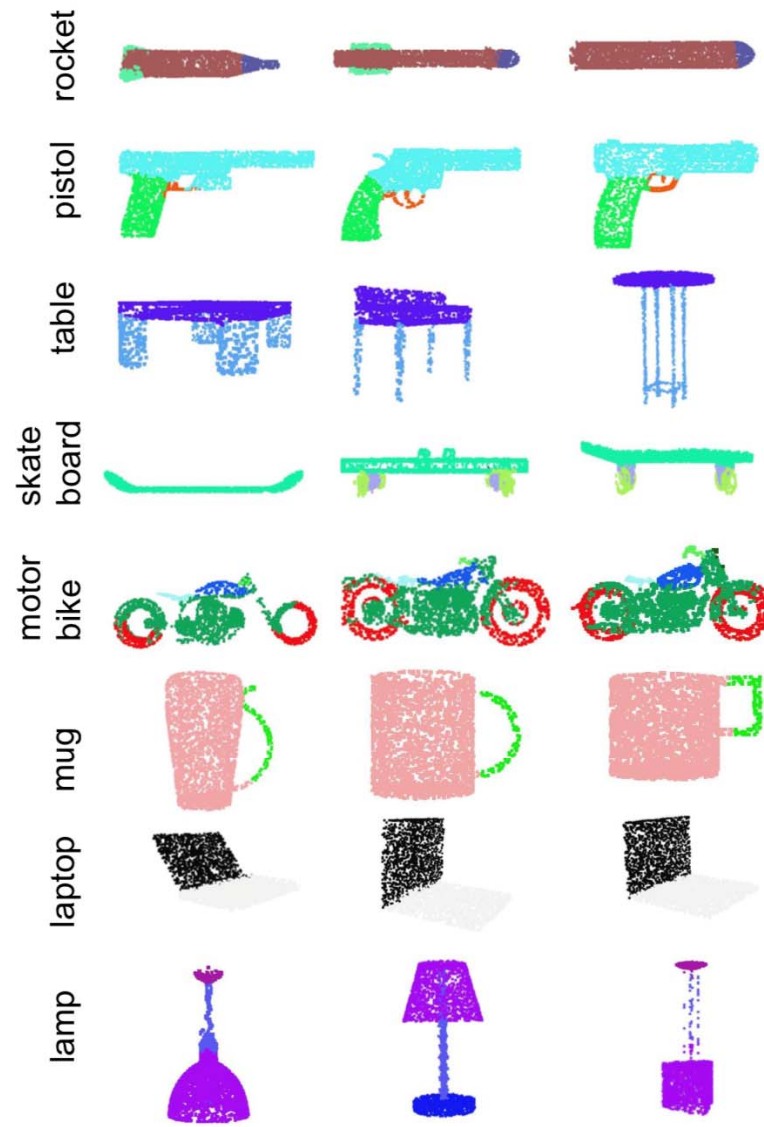 rocket
pistol
table
skate
board
motor
bike
mug
laptop
lamp